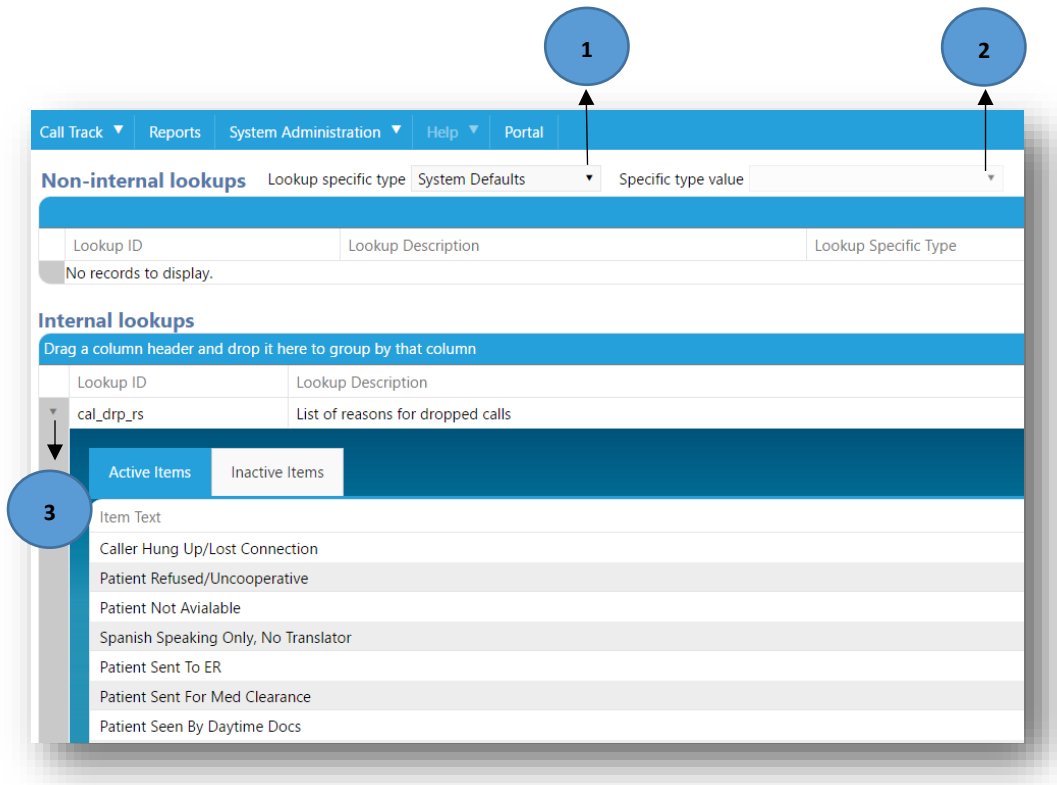 1 2
Call Track Reports System Administration Help Portal
Non-internal lookups Lookup specific type System Defaults Specific type value
Lookup ID Lookup Description Lookup Specific Type
No records to display.
Internal lookups
Drag a column header and drop it here to group by that column
Lookup ID Lookup Description
cal_drp_rs List of reasons for dropped calls
Active Items Inactive Items
3
Item Text
Caller Hung Up/Lost Connection
Patient Refused/Uncooperative
Patient Not Avialable
Spanish Speaking Only, No Translator
Patient Sent To ER
Patient Sent For Med Clearance
Patient Seen By Daytime Docs